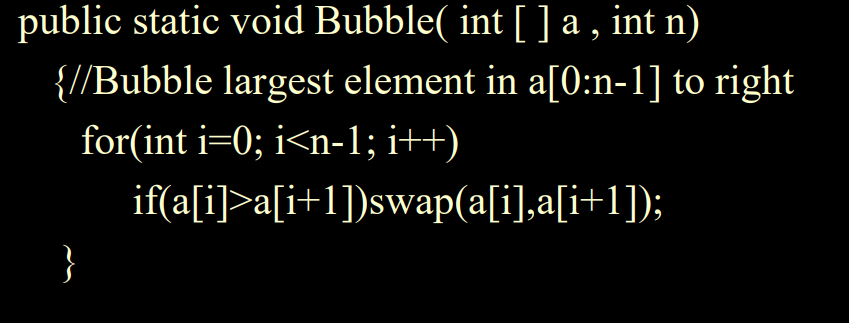 public static void Bubble( int [ ] a , int n)
{//Bubble largest element in a[0:n-1] to right
for(int i=0; i<n-1; i++)
if(a[i]>a[i+1])swap(a[i],a[i+1]);
}